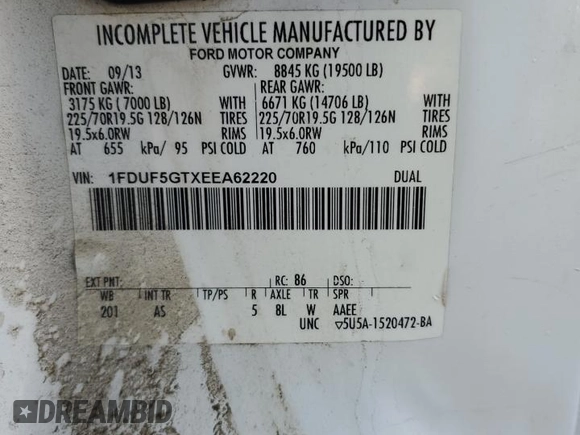 INCOMPLETE VEHICLE MANUFACTURED BY
FORD MOTOR COMPANY
DATE: 09/13 GVWR: 8845 KG (19500 LB)
FRONT GAWR: REAR GAWR:
3175 KG (7000 LB) WITH 6671 KG (14706 LB) WITH
225/70R19.5G 128/126N TIRES 225/70R19.5G 128/126N TIRES
19.5x6.0RW RIMS 19.5x6.0RW RIMS
AT 655 kPa/ 95 PSI COLD AT 760 kPa/110 PSI COLD
VIN: 1FDUF5GTXEEA62220 DUAL
EXT PNT: RC: 86 DSO:
WB INT TR TP/PS R AXLE TR SPR
201 AS 5 8L W AAEE
UNC ▽5U5A-1520472-BA
DREAMBID